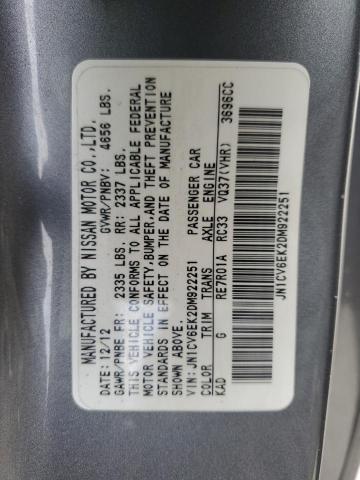 MANUFACTURED BY NISSAN MOTOR CO.,LTD.
DATE: 12/12 GVWR/PNBV: 4656 LBS.
GAWR/PNBE FR: 2335 LBS. RR: 2337 LBS.
THIS VEHICLE CONFORMS TO ALL APPLICABLE FEDERAL
MOTOR VEHICLE SAFETY,BUMPER,AND THEFT PREVENTION
STANDARDS IN EFFECT ON THE DATE OF MANUFACTURE
SHOWN ABOVE.
VIN: JN1CV6EK2DM922251 PASSENGER CAR
COLOR TRIM TRANS AXLE ENGINE
KAD G RE7R01A RC33 VQ37(VHR) 3696CC
JN1CV6EK2DM922251